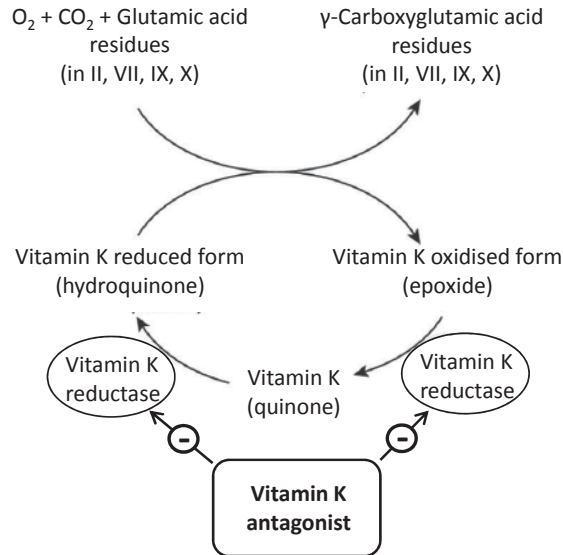 O₂ + CO₂ + Glutamic acid
residues
(in II, VII, IX, X)
γ-Carboxyglutamic acid
residues
(in II, VII, IX, X)
Vitamin K reduced form
(hydroquinone)
Vitamin K oxidised form
(epoxide)
Vitamin K
reductase
Vitamin K
(quinone)
Vitamin K
reductase
-
-
Vitamin K
antagonist